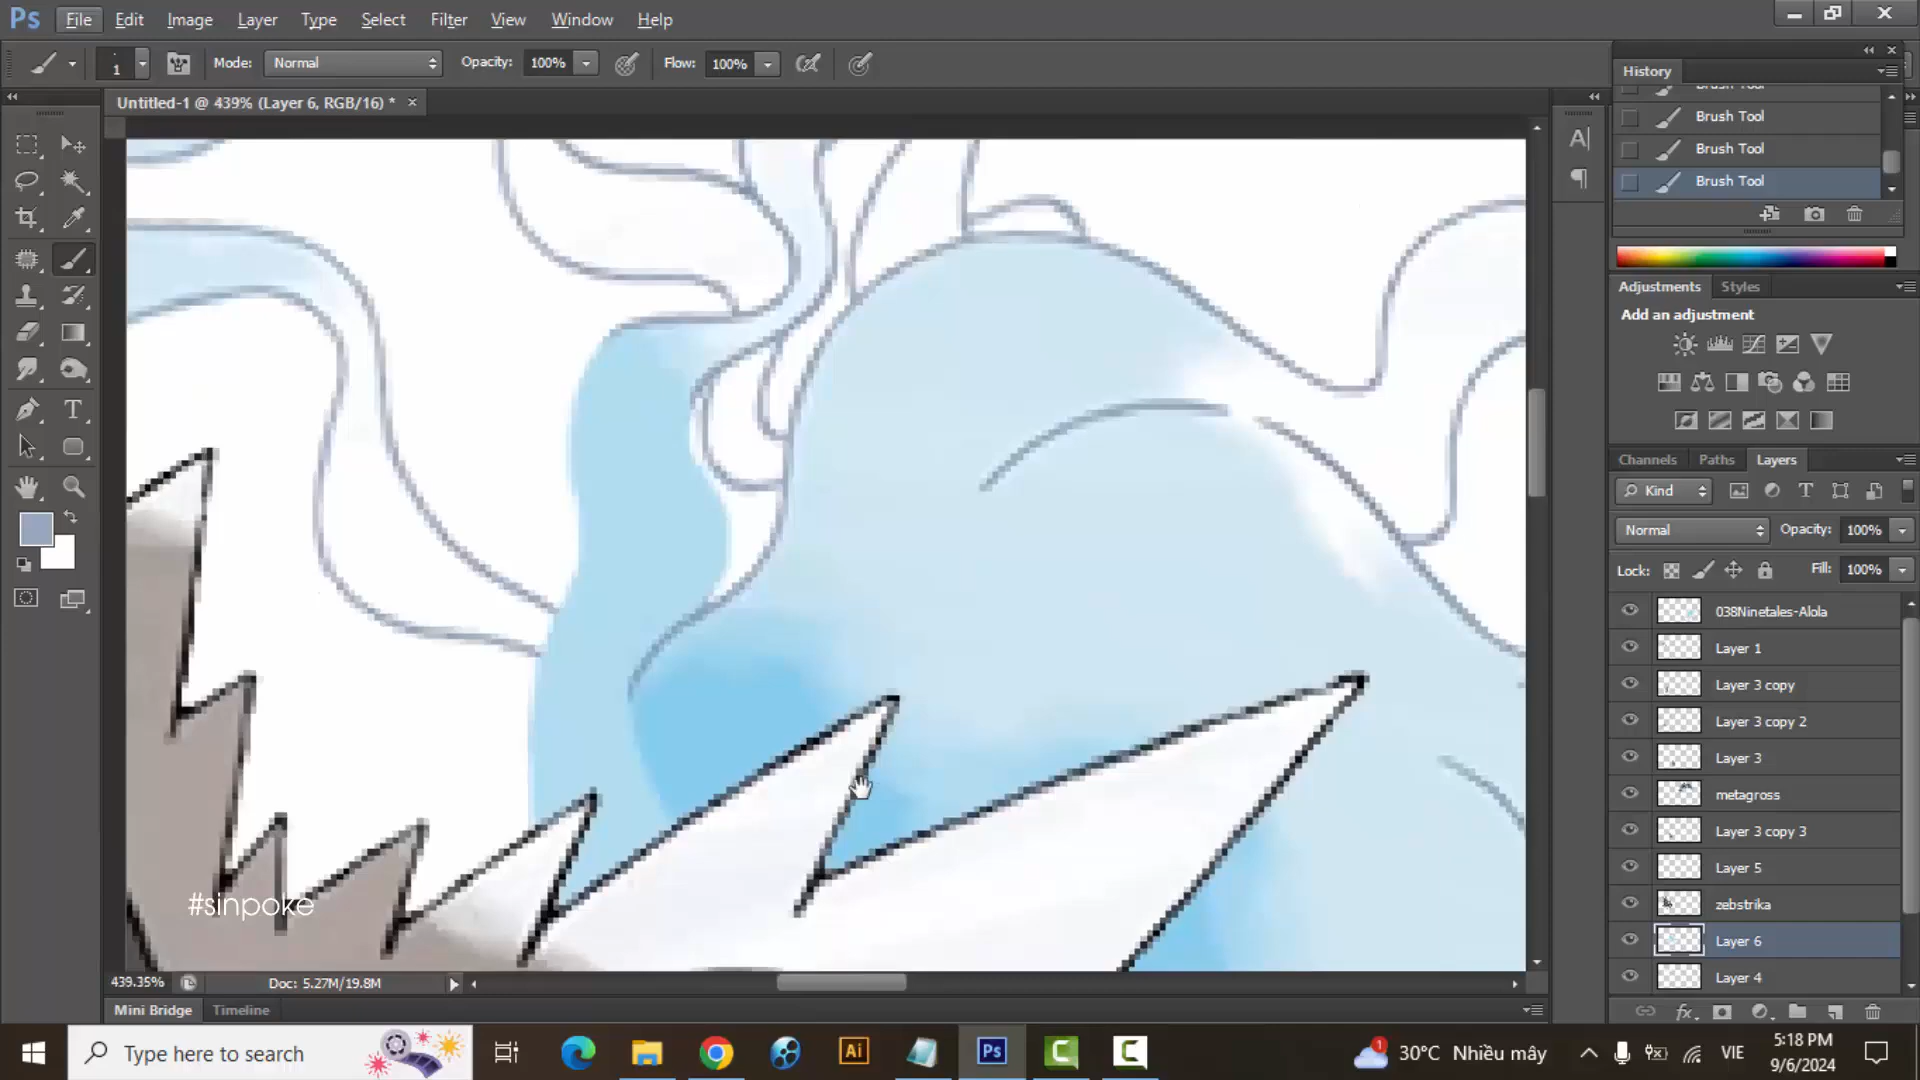 Ps File Edit Image Layer Type Select Filter View Window Help
1 Mode: Normal Opacity: 100% Flow: 100%
Untitled-1 @ 439% (Layer 6, RGB/16) *
History
Brush Tool
Brush Tool
Brush Tool
Brush Tool
Adjustments Styles
Add an adjustment
Channels Paths Layers
Kind
Normal Opacity: 100%
Lock: Fill: 100%
038Ninetales-Alola
Layer 1
Layer 3 copy
Layer 3 copy 2
Layer 3
metagross
Layer 3 copy 3
Layer 5
zebstrika
Layer 6
Layer 4
#sinpoke
439.35% Doc: 5.27M/19.8M
Mini Bridge Timeline
Type here to search
Ai
Ps
1
30°C Nhiều mây
VIE
5:18 PM
9/6/2024